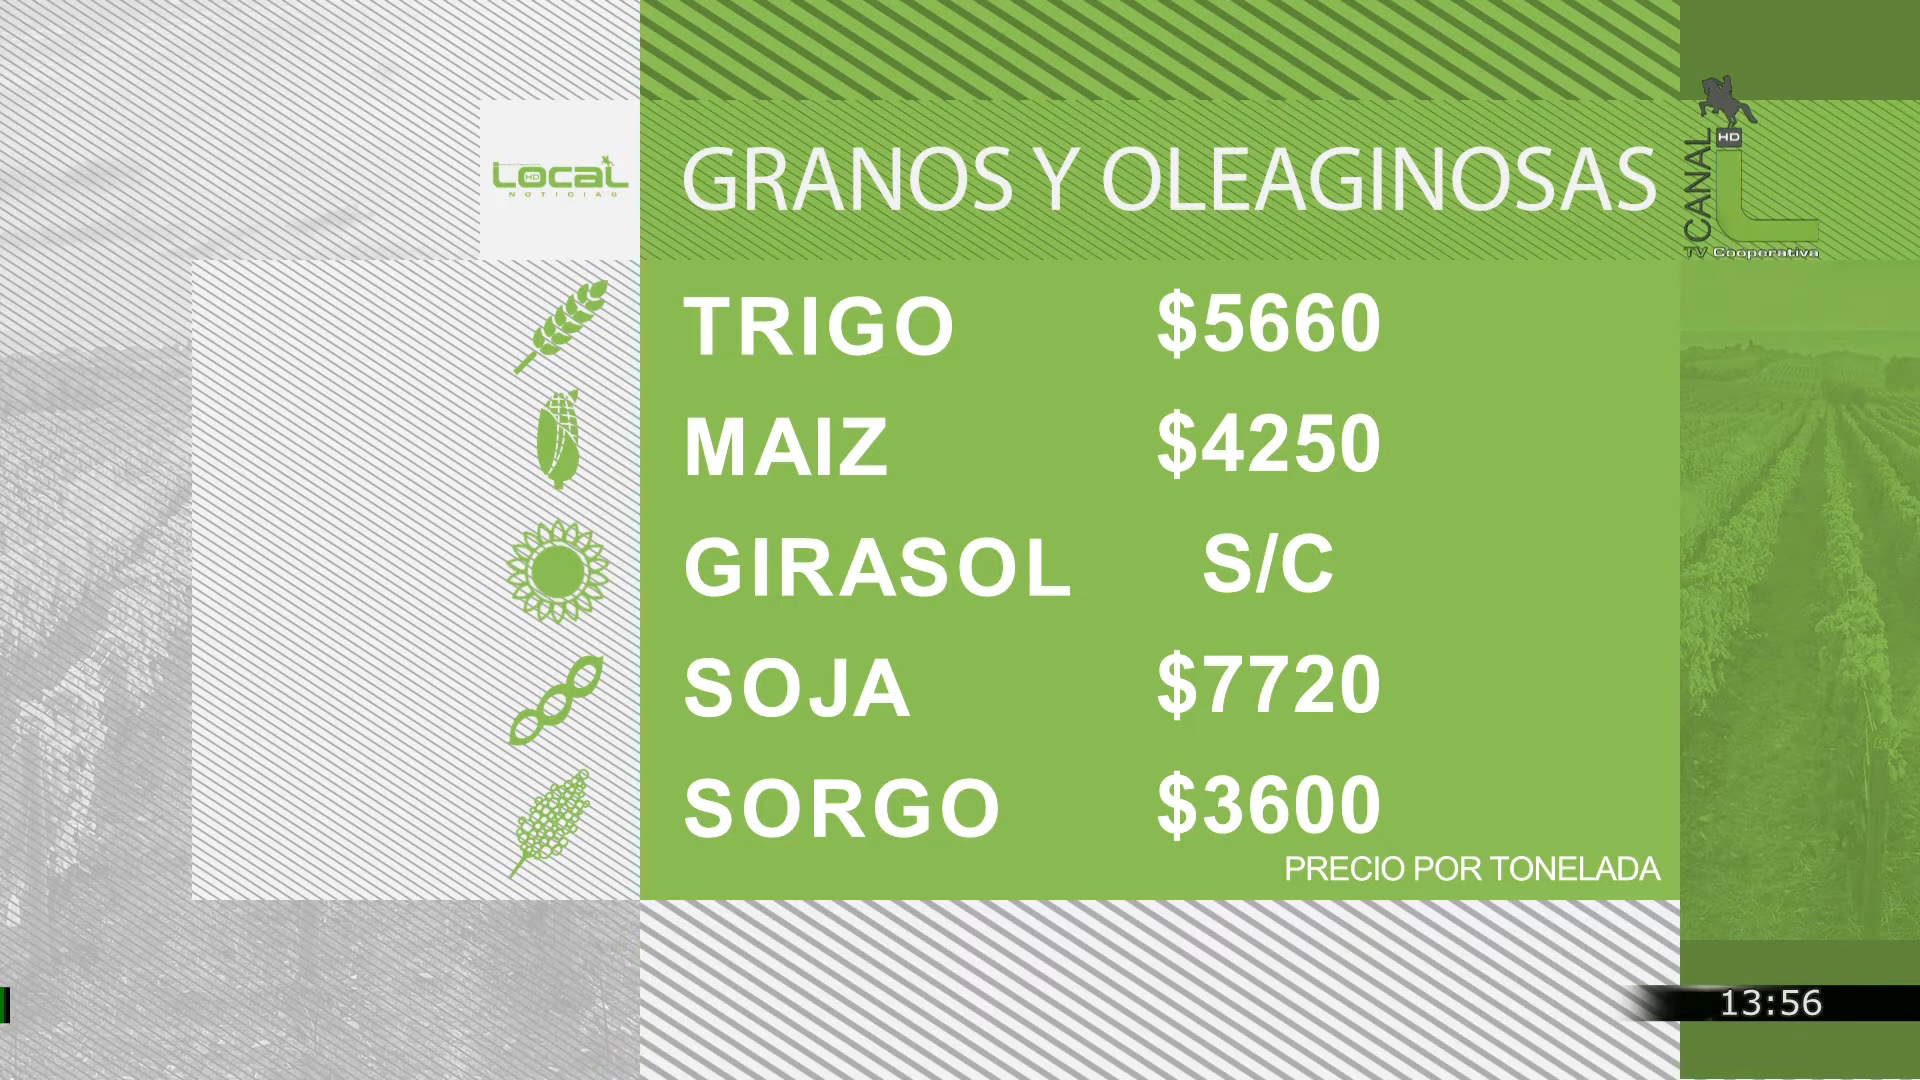 GRANOS Y OLEAGINOSAS
LOCAL
HD
NOTICIAS
CANAL
HD
L
TV Cooperativa
TRIGO $5660
MAIZ $4250
GIRASOL S/C
SOJA $7720
SORGO $3600
PRECIO POR TONELADA
13:56